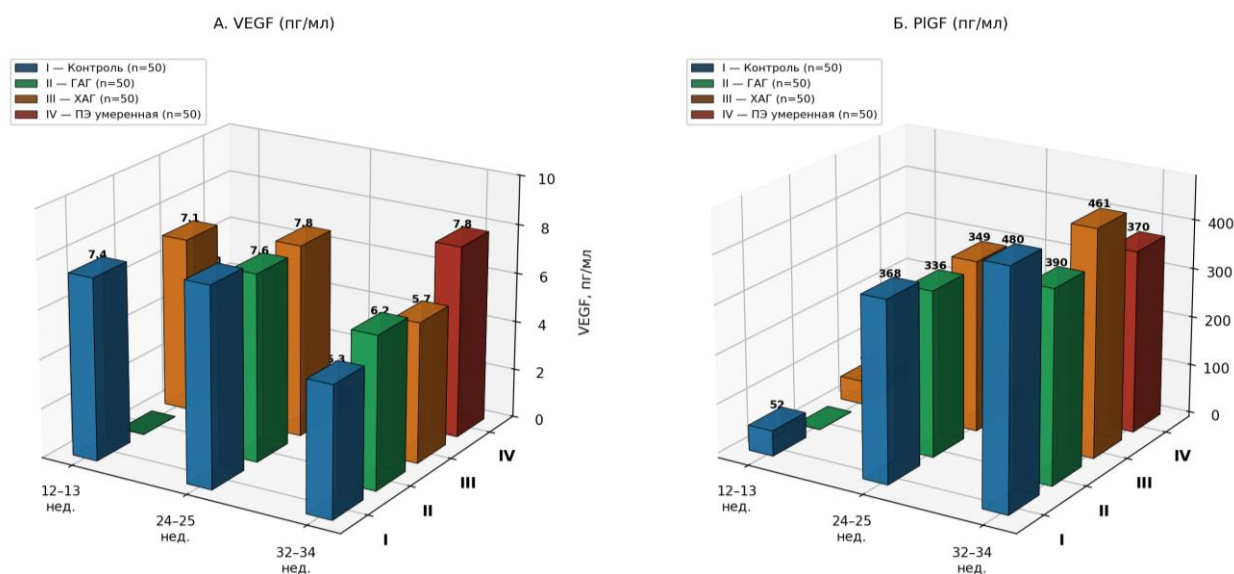 А. VEGF (пг/мл)
I — Контроль (n=50)
II — ГАГ (n=50)
III — ХАГ (n=50)
IV — ПЭ умеренная (n=50)
7.4
7.1
7.6
7.8
6.2
5.7
7.8
10
8
6
4
2
0
VEGF, пг/мл
12–13
нед.
24–25
нед.
32–34
нед.
I
II
III
IV
Б. PlGF (пг/мл)
I — Контроль (n=50)
II — ГАГ (n=50)
III — ХАГ (n=50)
IV — ПЭ умеренная (n=50)
52
368
336
349
480
390
461
370
400
300
200
100
0
12–13
нед.
24–25
нед.
32–34
нед.
I
II
III
IV